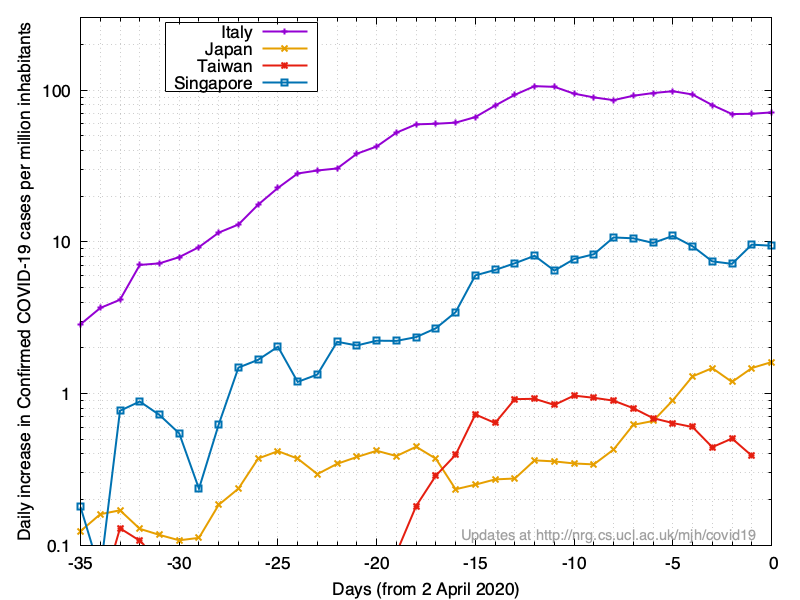 Italy
Japan
Taiwan
Singapore
Daily increase in Confirmed COVID-19 cases per million inhabitants
100
10
1
0.1
Updates at http://nrg.cs.ucl.ac.uk/mjh/covid19
-35 -30 -25 -20 -15 -10 -5 0
Days (from 2 April 2020)